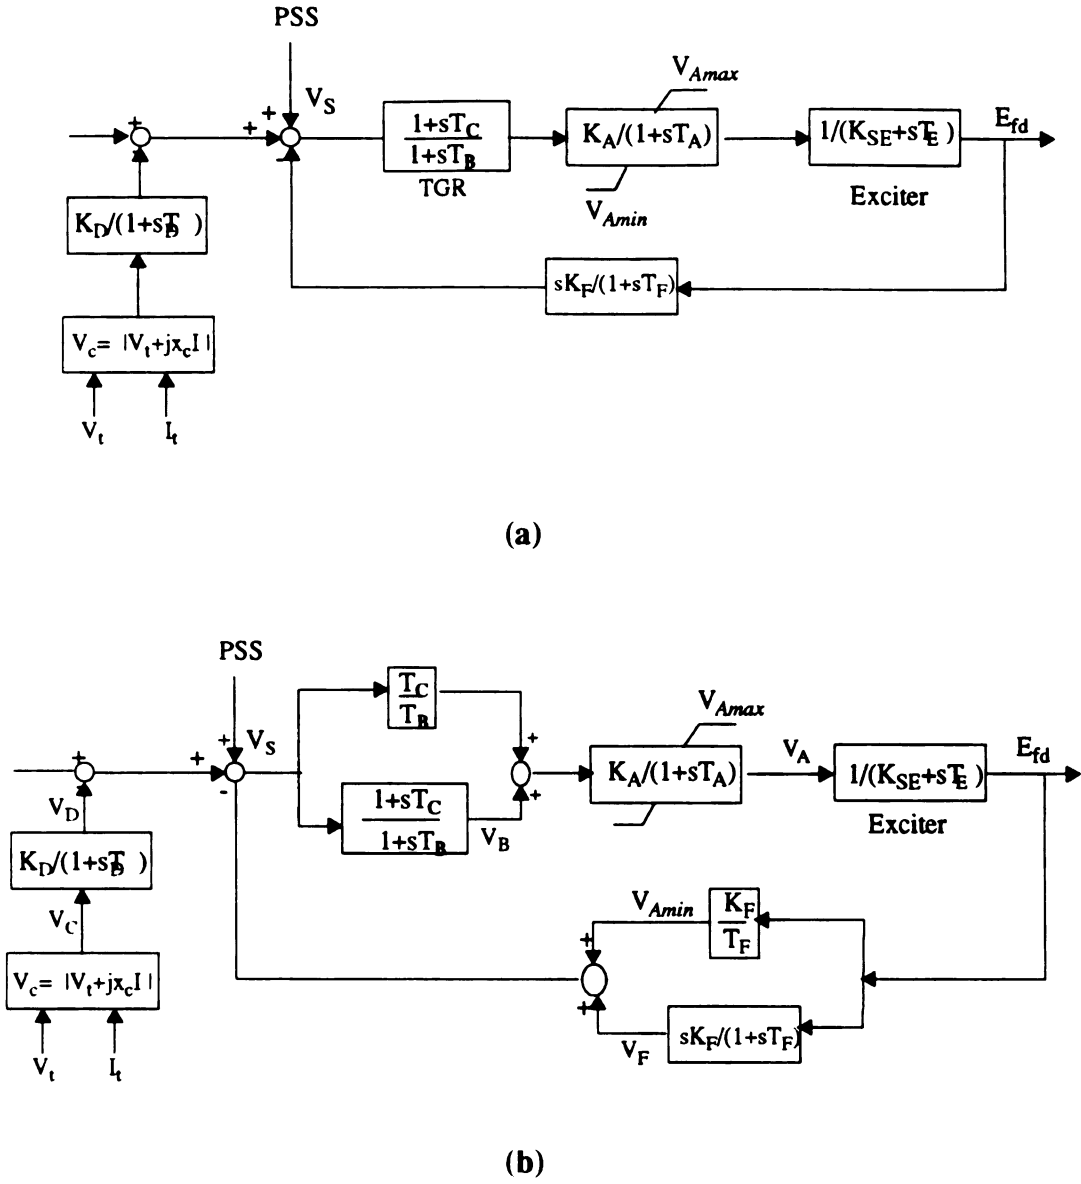 PSS
V_S
V_Amax
1+sT_C
1+sT_B
TGR
K_A/(1+sT_A)
V_Amin
1/(K_SE+sT_E )
Exciter
E_fd
+
+
+
-
K_D/(1+sT_D )
sK_F/(1+sT_F)
V_c= |V_t+jx_cI|
V_t
I_t
(a)
PSS
V_S
T_C
T_B
V_Amax
+
+
+
-
+
+
1+sT_C
1+sT_B
V_B
K_A/(1+sT_A)
V_A
1/(K_SE+sT_E )
Exciter
E_fd
V_D
K_D/(1+sT_D )
V_C
V_c= |V_t+jx_cI|
V_t
I_t
V_Amin
K_F
T_F
+
+
V_F
sK_F/(1+sT_F)
(b)